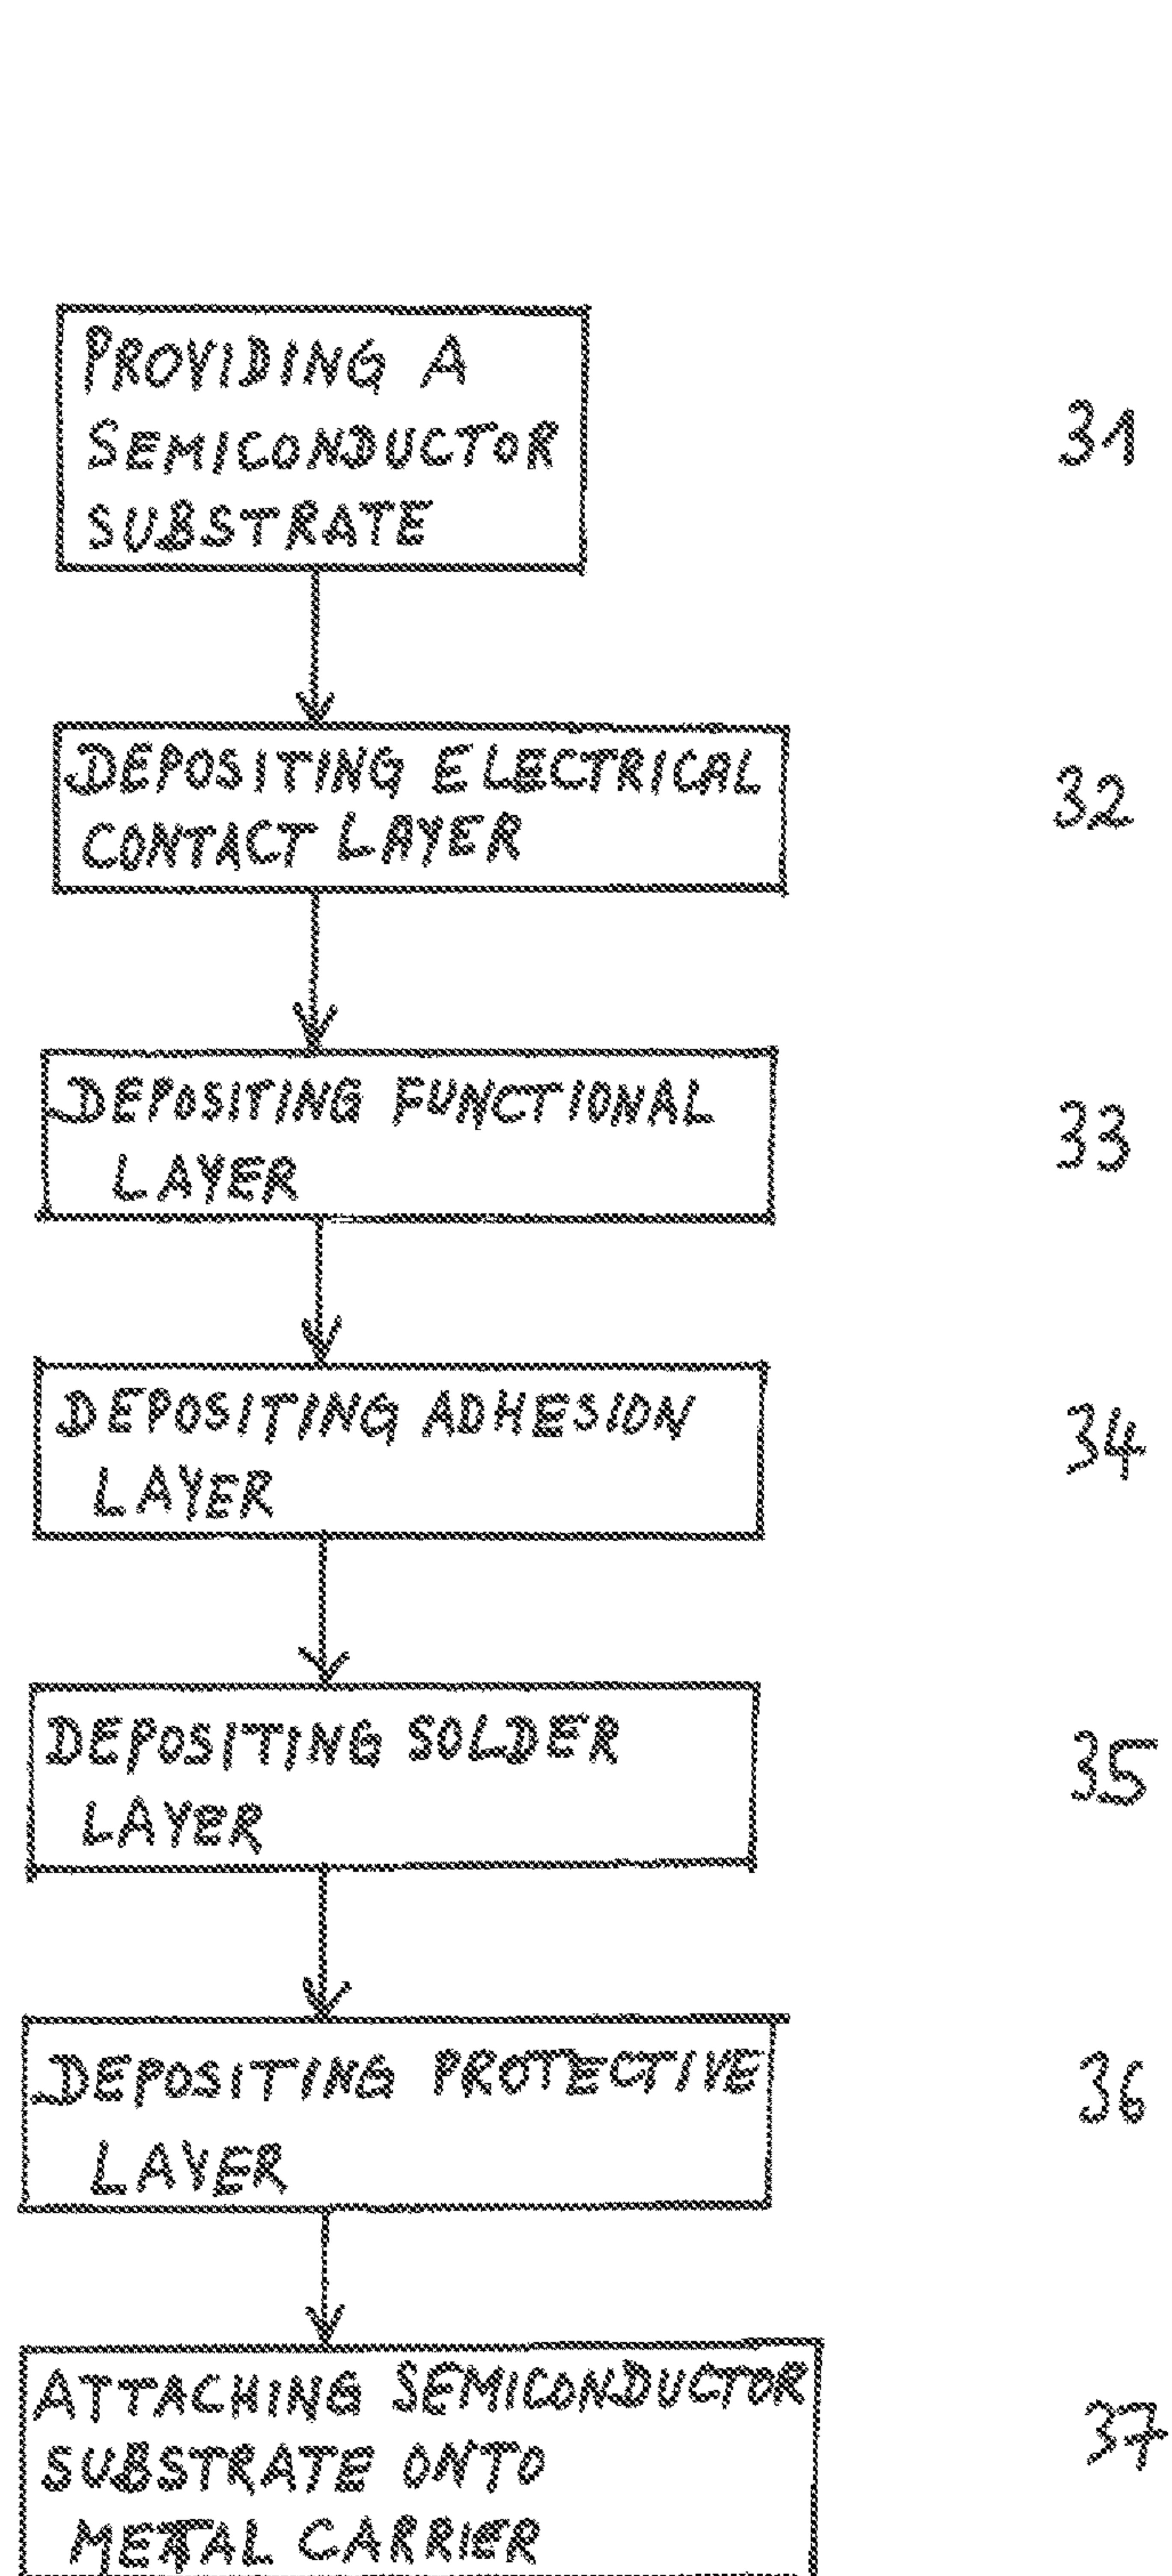 PROVIDING A
SEMICONDUCTOR
SUBSTRATE
31
DEPOSITING ELECTRICAL
CONTACT LAYER
32
DEPOSITING FUNCTIONAL
LAYER
33
DEPOSITING ADHESION
LAYER
34
DEPOSITING SOLDER
LAYER
35
DEPOSITING PROTECTIVE
LAYER
36
ATTACHING SEMICONDUCTOR
SUBSTRATE ONTO
METAL CARRIER
37